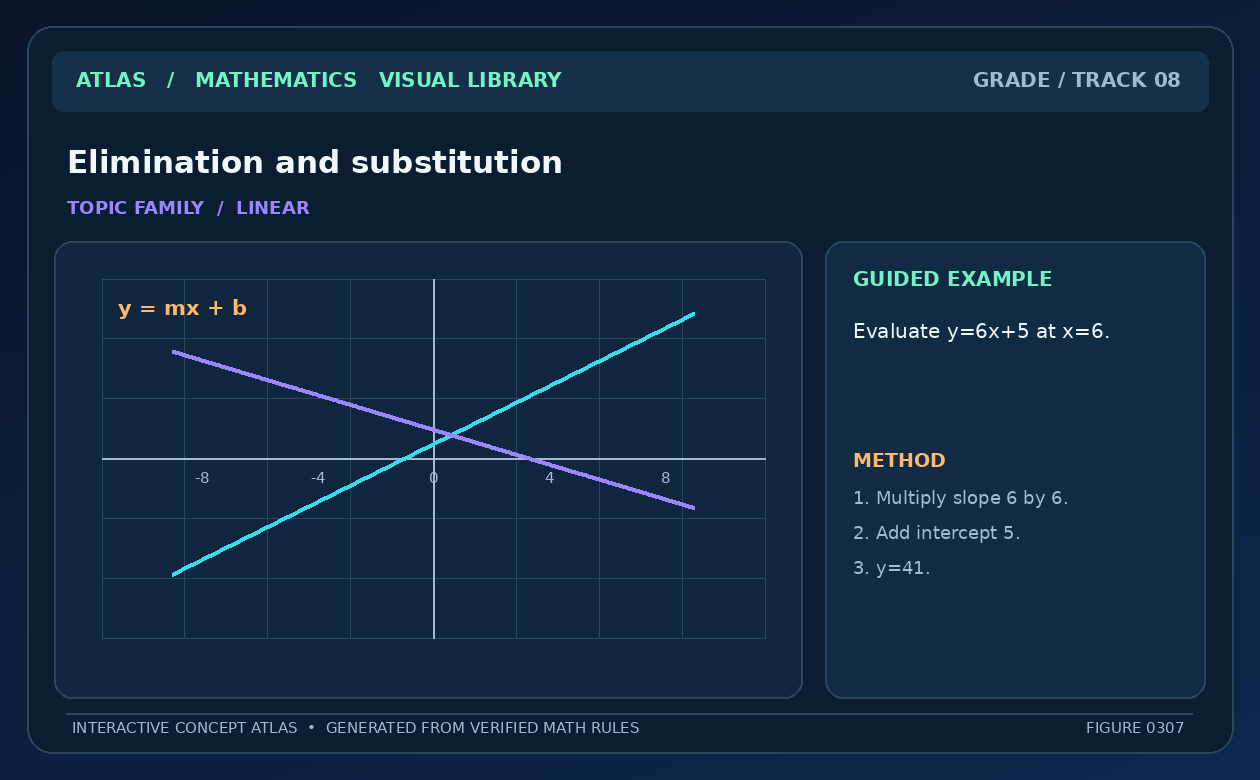 ATLAS / MATHEMATICS VISUAL LIBRARY
GRADE / TRACK 08
Elimination and substitution
TOPIC FAMILY / LINEAR
y = mx + b
-8 -4 0 4 8
GUIDED EXAMPLE
Evaluate y=6x+5 at x=6.
METHOD
1. Multiply slope 6 by 6.
2. Add intercept 5.
3. y=41.
INTERACTIVE CONCEPT ATLAS • GENERATED FROM VERIFIED MATH RULES
FIGURE 0307